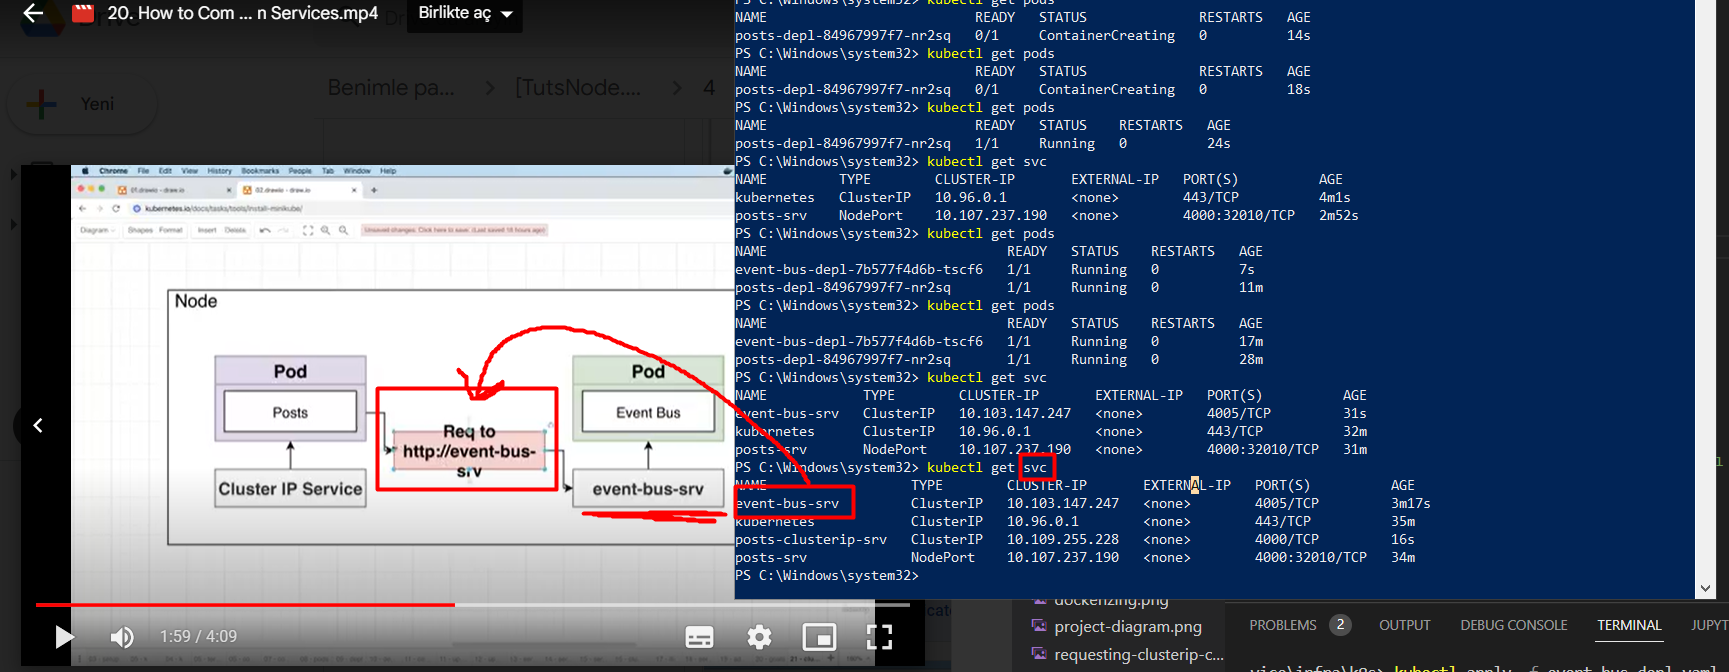 20. How to Com ... n Services.mp4
Birlikte aç
Yeni
Benimle pa... > [TutsNode.... > 4
Chrome File Edit View History Bookmarks People Tab Window Help
01.drawio - draw.io
02.drawio - draw.io
kubernetes.io/docs/tasks/tools/install-minikube/
Diagram Shapes Format Insert Delete
Unsaved changes. Click here to save. (Last saved 18 hours ago)
Node
Pod
Posts
Cluster IP Service
Req to
http://event-bus-
srv
Pod
Event Bus
event-bus-srv
1:59 / 4:09
kubectl get pods
NAME READY STATUS RESTARTS AGE
posts-depl-84967997f7-nr2sq 0/1 ContainerCreating 0 14s
PS C:\Windows\system32> kubectl get pods
NAME READY STATUS RESTARTS AGE
posts-depl-84967997f7-nr2sq 0/1 ContainerCreating 0 18s
PS C:\Windows\system32> kubectl get pods
NAME READY STATUS RESTARTS AGE
posts-depl-84967997f7-nr2sq 1/1 Running 0 24s
PS C:\Windows\system32> kubectl get svc
NAME TYPE CLUSTER-IP EXTERNAL-IP PORT(S) AGE
kubernetes ClusterIP 10.96.0.1 <none> 443/TCP 4m1s
posts-srv NodePort 10.107.237.190 <none> 4000:32010/TCP 2m52s
PS C:\Windows\system32> kubectl get pods
NAME READY STATUS RESTARTS AGE
event-bus-depl-7b577f4d6b-tscf6 1/1 Running 0 7s
posts-depl-84967997f7-nr2sq 1/1 Running 0 11m
PS C:\Windows\system32> kubectl get pods
NAME READY STATUS RESTARTS AGE
event-bus-depl-7b577f4d6b-tscf6 1/1 Running 0 17m
posts-depl-84967997f7-nr2sq 1/1 Running 0 28m
PS C:\Windows\system32> kubectl get svc
NAME TYPE CLUSTER-IP EXTERNAL-IP PORT(S) AGE
event-bus-srv ClusterIP 10.103.147.247 <none> 4005/TCP 31s
kubernetes ClusterIP 10.96.0.1 <none> 443/TCP 32m
posts-srv NodePort 10.107.237.190 <none> 4000:32010/TCP 31m
PS C:\Windows\system32> kubectl get svc
NAME TYPE CLUSTER-IP EXTERNAL-IP PORT(S) AGE
event-bus-srv ClusterIP 10.103.147.247 <none> 4005/TCP 3m17s
kubernetes ClusterIP 10.96.0.1 <none> 443/TCP 35m
posts-clusterip-srv ClusterIP 10.109.255.228 <none> 4000/TCP 16s
posts-srv NodePort 10.107.237.190 <none> 4000:32010/TCP 34m
PS C:\Windows\system32>
dockerizing.png
project-diagram.png
requesting-clusterip-c...
PROBLEMS 2 OUTPUT DEBUG CONSOLE TERMINAL JUPYT